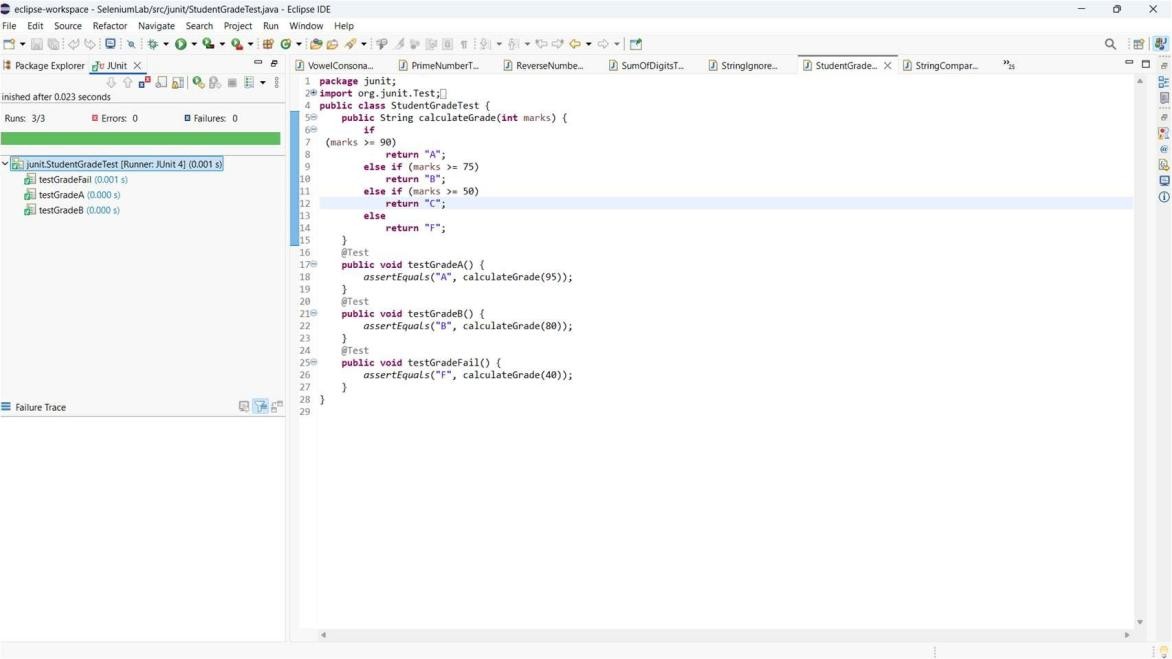 eclipse-workspace - SeleniumLab/src/junit/StudentGradeTest.java - Eclipse IDE
File Edit Source Refactor Navigate Search Project Run Window Help
Package Explorer JUnit
inished after 0.023 seconds
Runs: 3/3 Errors: 0 Failures: 0
junit.StudentGradeTest [Runner: JUnit 4] (0.001 s)
testGradeFail (0.001 s)
testGradeA (0.000 s)
testGradeB (0.000 s)
Failure Trace
VowelConsona... PrimeNumberT... ReverseNumbe... SumOfDigitsT... StringIgnore... StudentGrade... StringCompar... 25
1 package junit;
2 import org.junit.Test;
4 public class StudentGradeTest {
5 public String calculateGrade(int marks) {
6 if
7 (marks >= 90)
8 return "A";
9 else if (marks >= 75)
10 return "B";
11 else if (marks >= 50)
12 return "C";
13 else
14 return "F";
15 }
16 @Test
17 public void testGradeA() {
18 assertEquals("A", calculateGrade(95));
19 }
20 @Test
21 public void testGradeB() {
22 assertEquals("B", calculateGrade(80));
23 }
24 @Test
25 public void testGradeFail() {
26 assertEquals("F", calculateGrade(40));
27 }
28 }
29